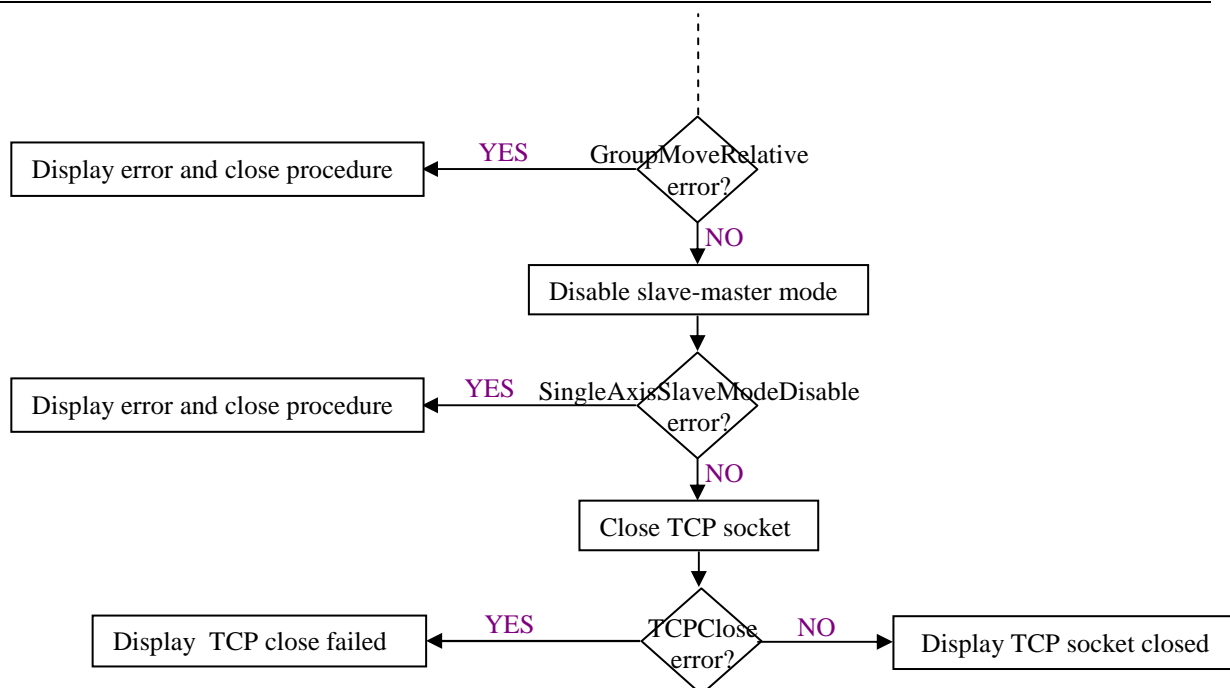 YES
GroupMoveRelative
error?
Display error and close procedure
NO
Disable slave-master mode
YES
SingleAxisSlaveModeDisable
error?
Display error and close procedure
NO
Close TCP socket
YES
TCPClose
error?
NO
Display TCP close failed
Display TCP socket closed